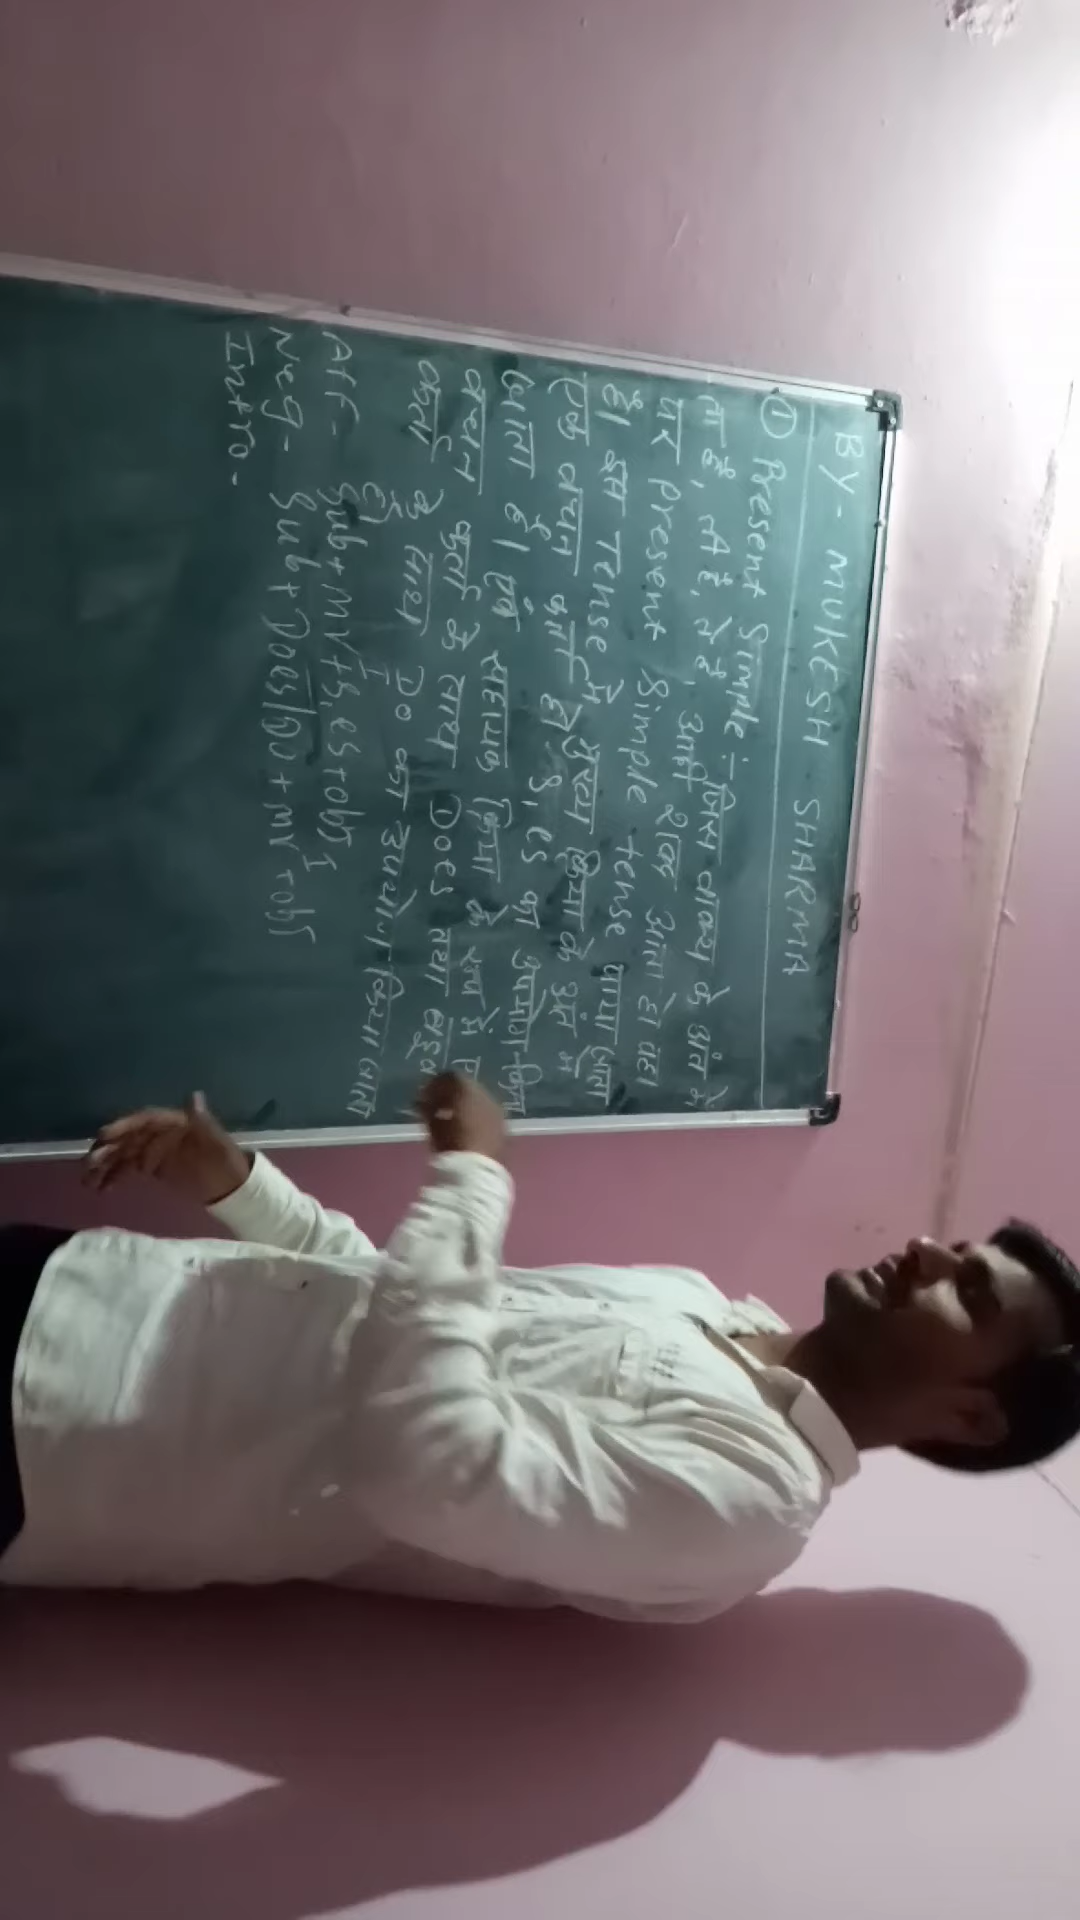 BY - MUKESH SHARMA
① Present Simple :- जिस वाक्य के अंत में
ता है, ती है, ते हैं, आदि शब्द आता हो वहा
पर Present Simple tense पाया जाता
है। इस Tense में मुख्य क्रिया के अंत में
एक वचन कर्ता हो S, es का उपयोग किया
जाता है। एवं सहायक क्रिया के रूप में
वचन कर्ता के साथ Does तथा बहुव
कर्ता के साथ Do का उपयोग किया जाता
है।
Aff - Sub + MV I + S, es + obj
Neg - Sub + Does/Do + MV I + obj
Intro -